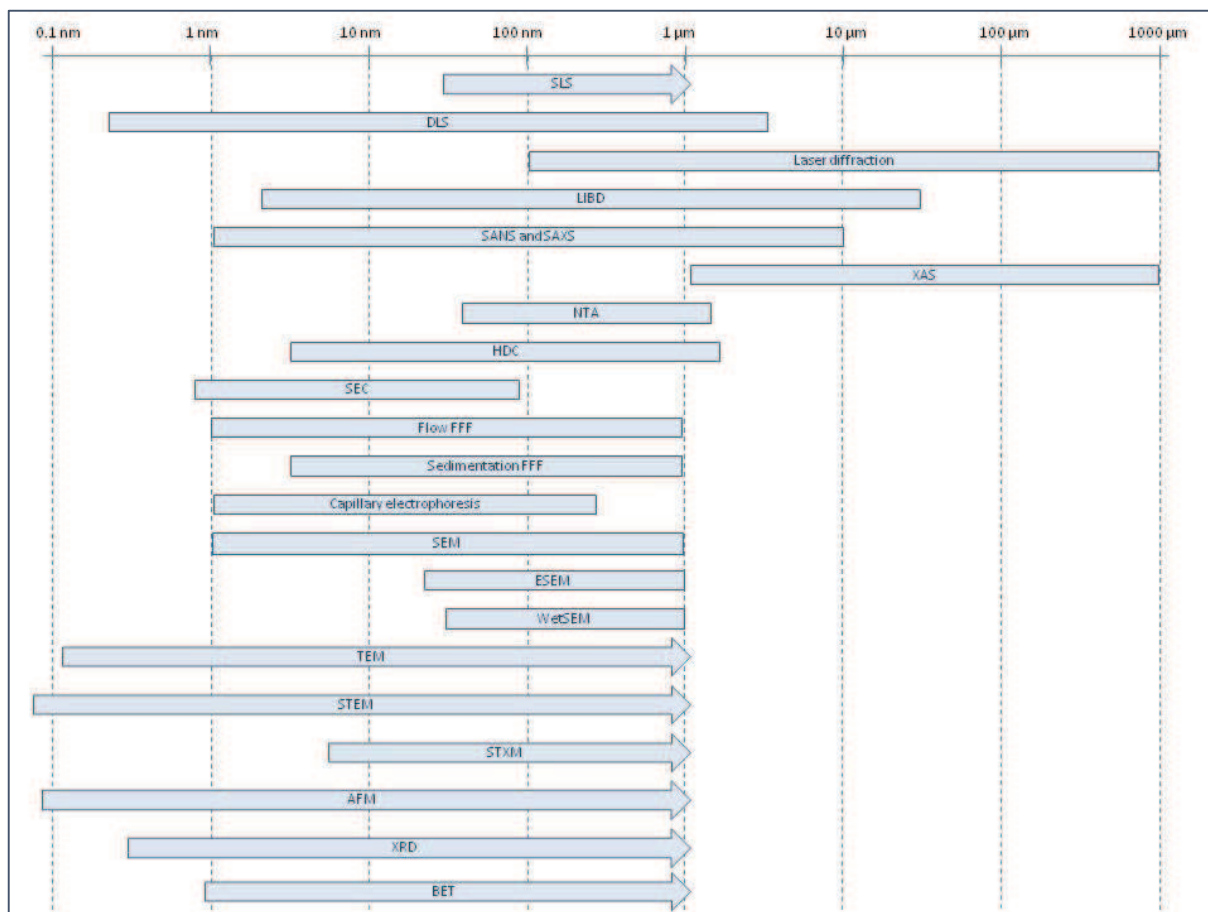 0.1 nm 1 nm 10 nm 100 nm 1 µm 10 µm 100 µm 1000 µm
SLS
DLS
Laser diffraction
LIBD
SANS and SAXS
XAS
NTA
HDC
SEC
Flow FFF
Sedimentation FFF
Capillary electrophoresis
SEM
ESEM
WetSEM
TEM
STEM
STXM
AFM
XRD
BET